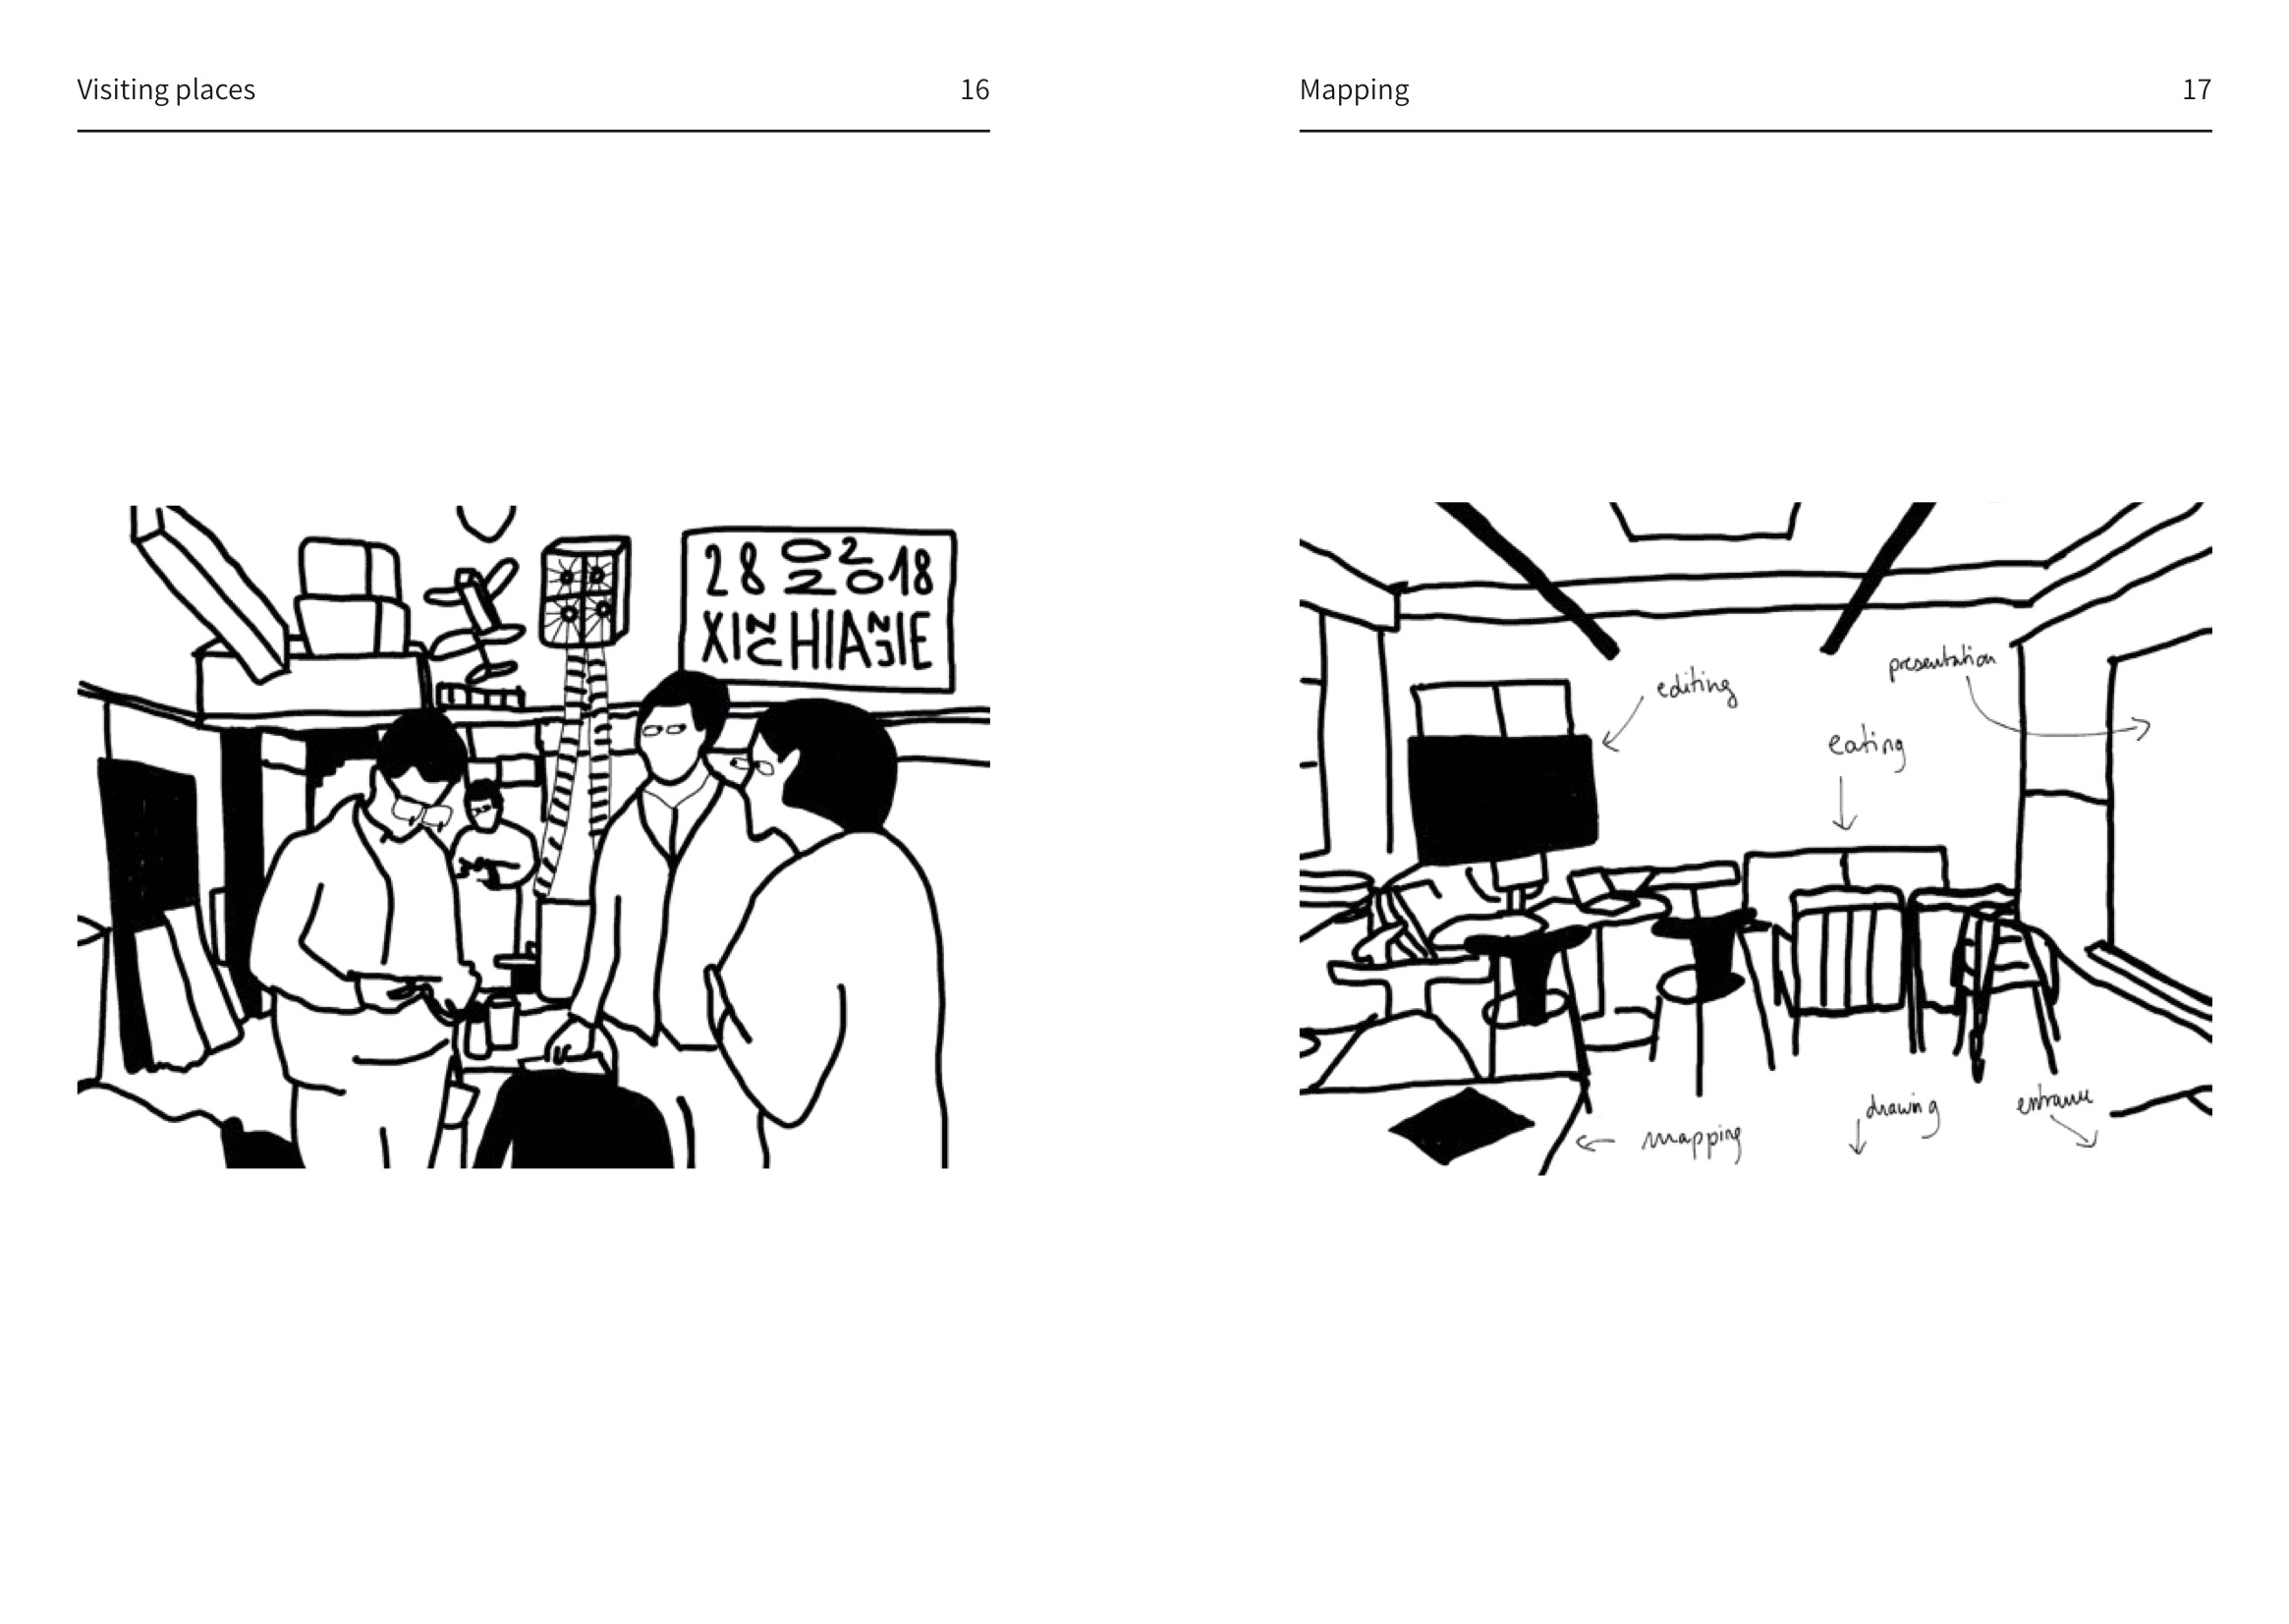 Visiting places 16
28 02 2018
XINCHIANJIE
Mapping 17
presentation
editing
eating
drawing
entrance
mapping